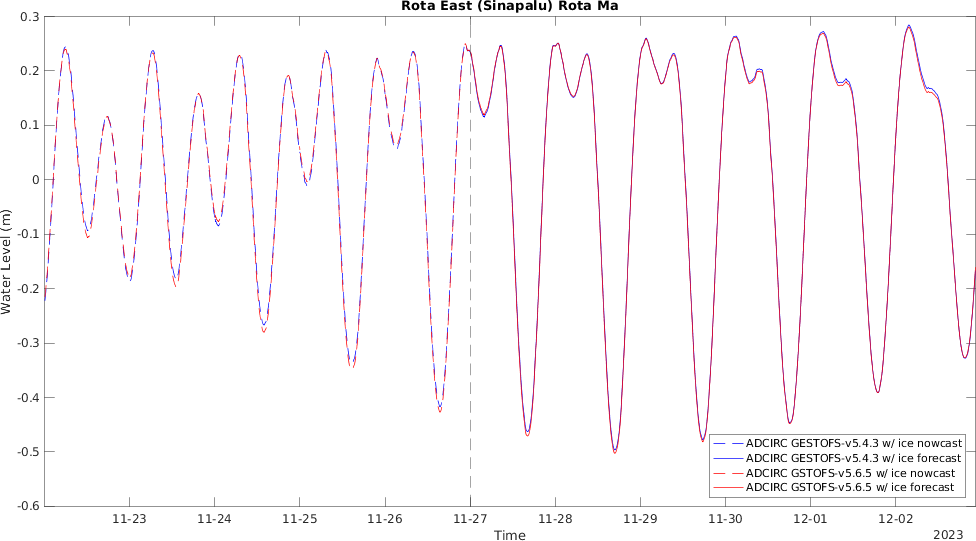 Rota East (Sinapalu) Rota Ma
0.3
0.2
0.1
0
-0.1
-0.2
-0.3
-0.4
-0.5
-0.6
Water Level (m)
11-23 11-24 11-25 11-26 11-27 11-28 11-29 11-30 12-01 12-02
Time
2023
ADCIRC GESTOFS-v5.4.3 w/ ice nowcast
ADCIRC GESTOFS-v5.4.3 w/ ice forecast
ADCIRC GSTOFS-v5.6.5 w/ ice nowcast
ADCIRC GSTOFS-v5.6.5 w/ ice forecast